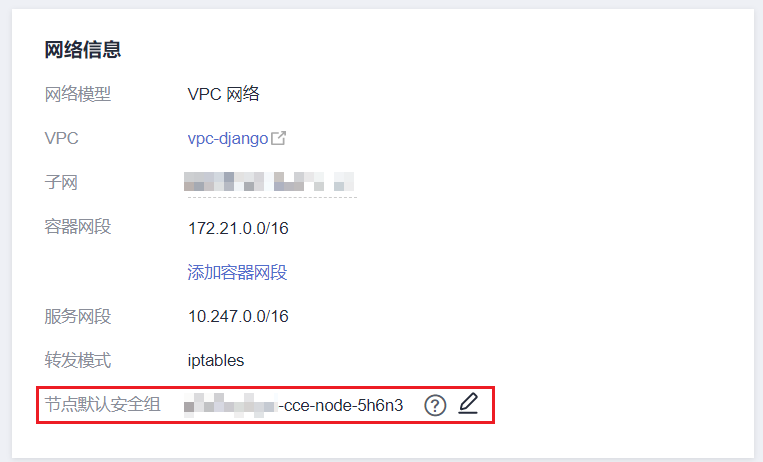 网络信息
网络模型 VPC 网络
VPC vpc-django
子网
容器网段 172.21.0.0/16
添加容器网段
服务网段 10.247.0.0/16
转发模式 iptables
节点默认安全组 -cce-node-5h6n3 ?